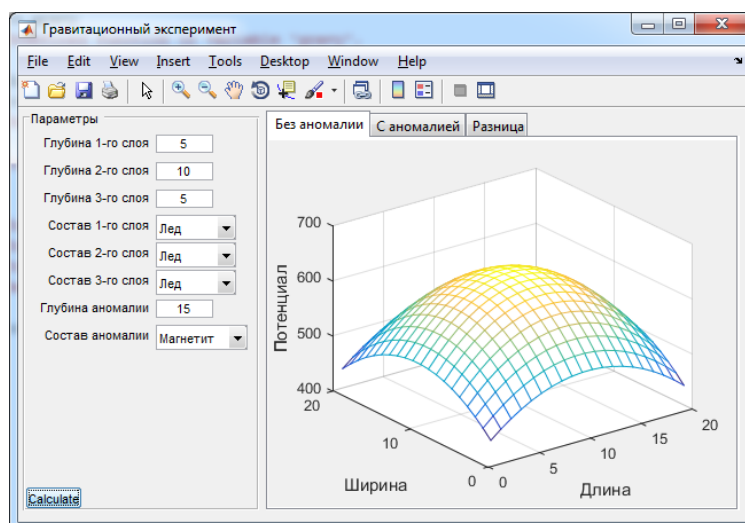 Гравитационный эксперимент
File Edit View Insert Tools Desktop Window Help
Параметры
Глубина 1-го слоя 5
Глубина 2-го слоя 10
Глубина 3-го слоя 5
Состав 1-го слоя Лед
Состав 2-го слоя Лед
Состав 3-го слоя Лед
Глубина аномалии 15
Состав аномалии Магнетит
Calculate
Без аномалии С аномалией Разница
700
600
500
400
Потенциал
20
10
0
Ширина
0
5
10
15
20
Длина